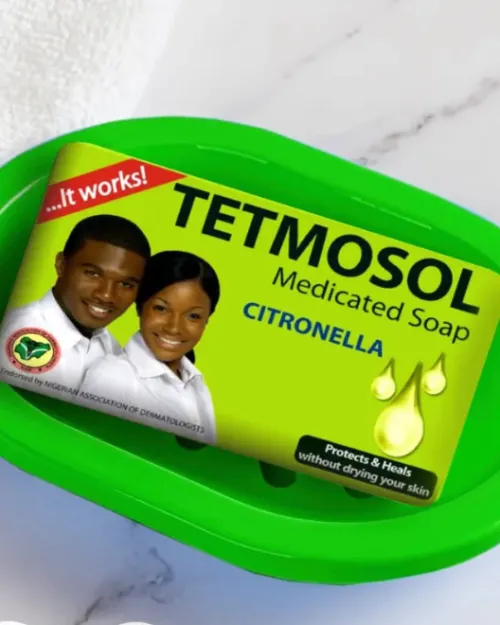 ...It works!
TETMOSOL
Medicated Soap
CITRONELLA
Endorsed by NIGERIAN ASSOCIATION OF DERMATOLOGISTS
Protects & Heals
without drying your skin